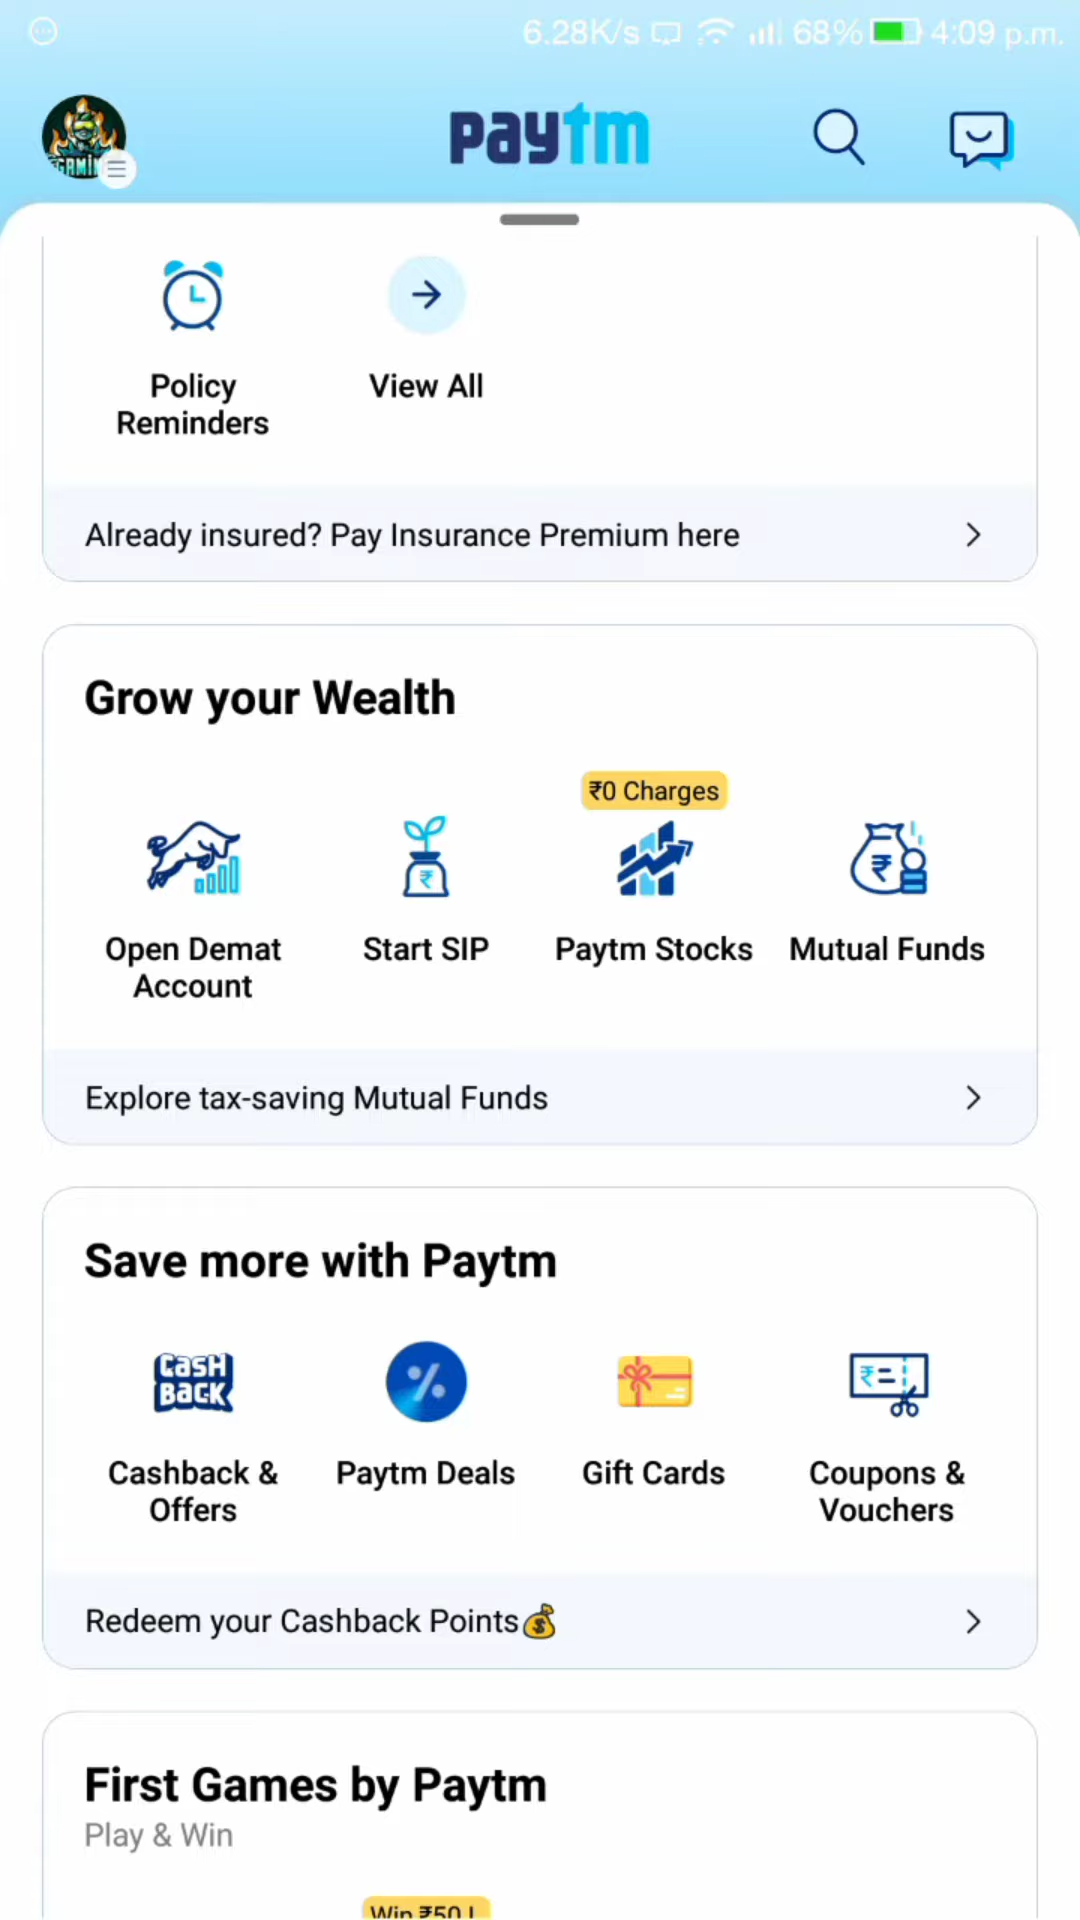 6.28K/s 68% 4:09 p.m.
GAMIN
paytm
Policy
Reminders
View All
Already insured? Pay Insurance Premium here
Grow your Wealth
₹0 Charges
Open Demat
Account
Start SIP
Paytm Stocks
Mutual Funds
Explore tax-saving Mutual Funds
Save more with Paytm
CASH
BACK
Cashback &
Offers
Paytm Deals
Gift Cards
Coupons &
Vouchers
Redeem your Cashback Points💰
First Games by Paytm
Play & Win
Win ₹50 L